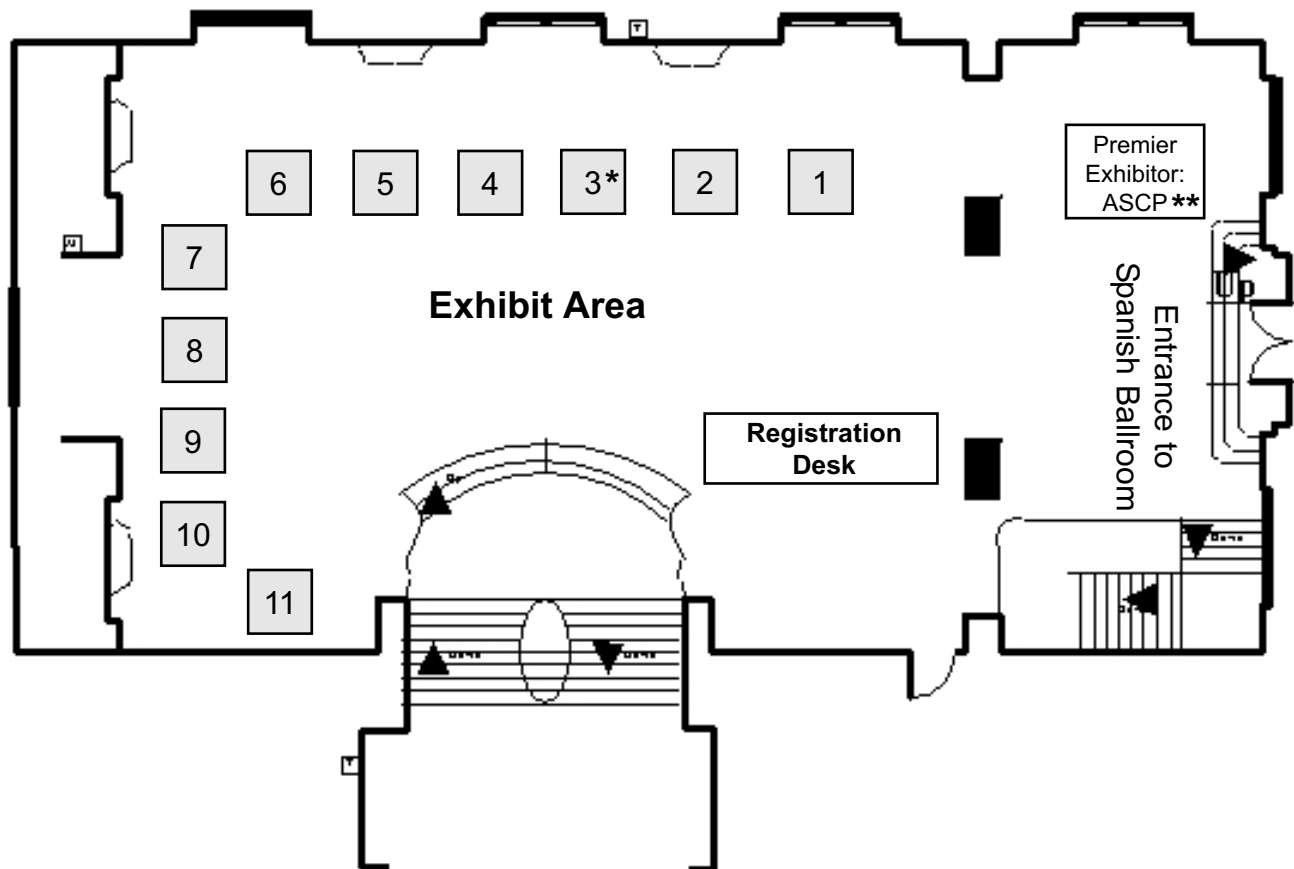 T
Premier
Exhibitor:
ASCP**
6
5
4
3*
2
1
7
Up
Exhibit Area
Entrance to
Spanish Ballroom
8
9
Registration
Desk
10
11
T